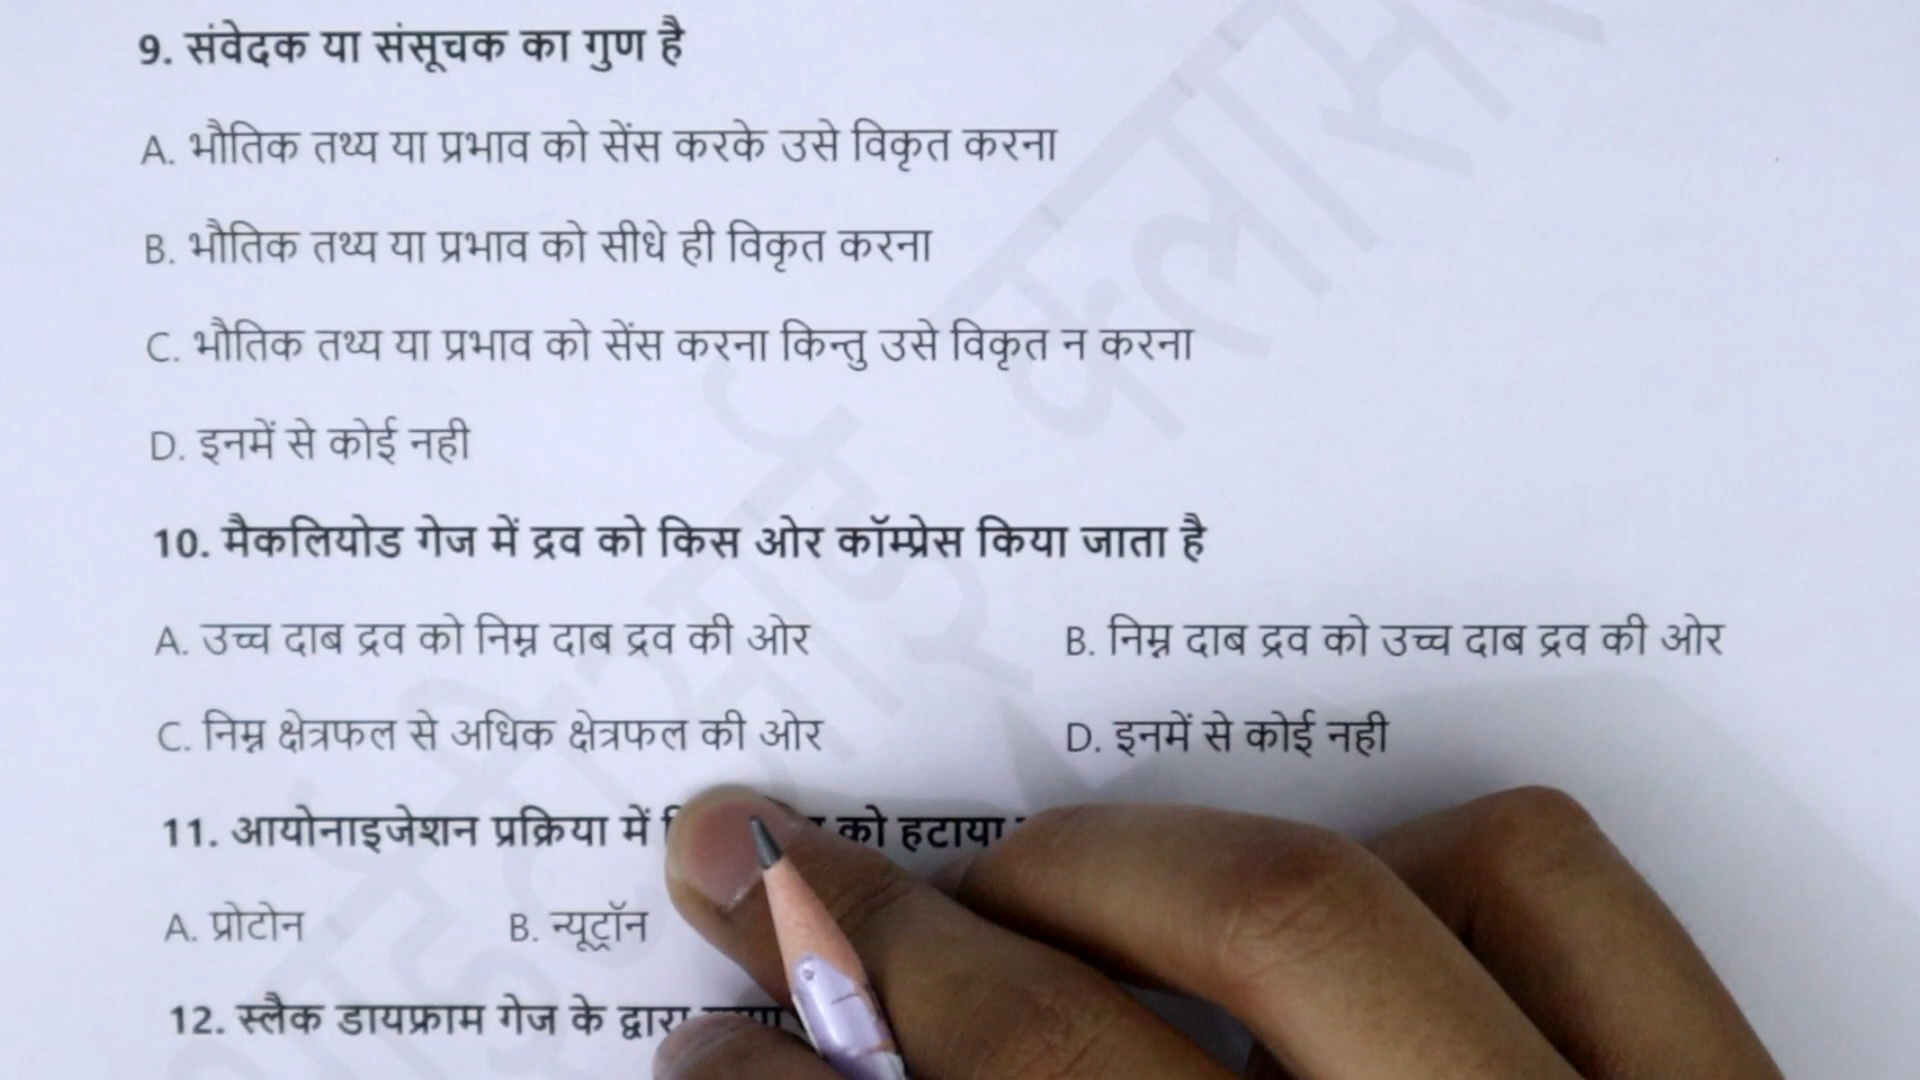 9. संवेदक या संसूचक का गुण है
A. भौतिक तथ्य या प्रभाव को सेंस करके उसे विकृत करना
B. भौतिक तथ्य या प्रभाव को सीधे ही विकृत करना
C. भौतिक तथ्य या प्रभाव को सेंस करना किन्तु उसे विकृत न करना
D. इनमें से कोई नही
10. मैकलियोड गेज में द्रव को किस ओर कॉम्प्रेस किया जाता है
A. उच्च दाब द्रव को निम्न दाब द्रव की ओर B. निम्न दाब द्रव को उच्च दाब द्रव की ओर
C. निम्न क्षेत्रफल से अधिक क्षेत्रफल की ओर D. इनमें से कोई नही
11. आयोनाइजेशन प्रक्रिया में को हटाया
A. प्रोटोन B. न्यूट्रॉन
12. स्लैक डायफ्राम गेज के द्वारा
आईटीआई क्लास